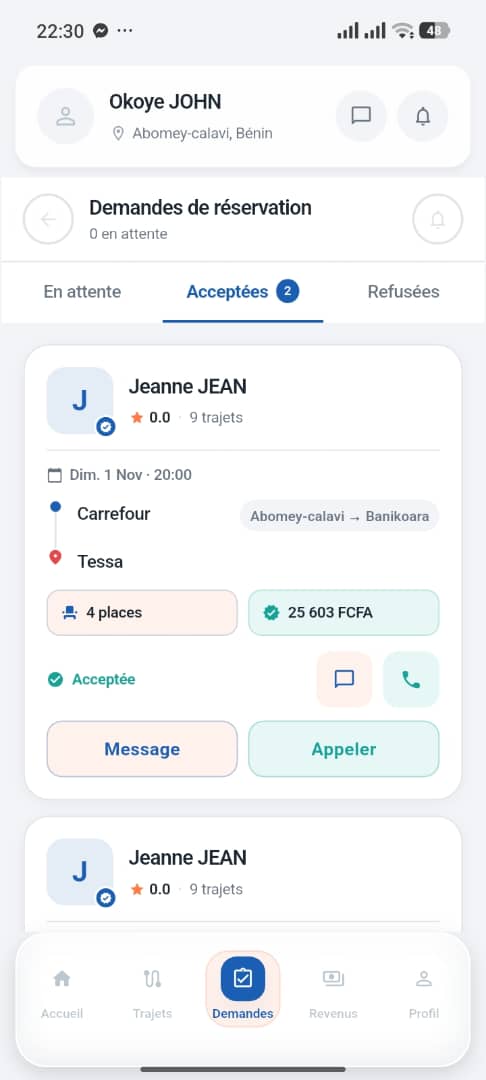 22:30 ...
48
Okoye JOHN
Abomey-calavi, Bénin
Demandes de réservation
0 en attente
En attente
Acceptées 2
Refusées
J
Jeanne JEAN
0.0 · 9 trajets
Dim. 1 Nov · 20:00
Carrefour
Abomey-calavi → Banikoara
Tessa
4 places
25 603 FCFA
Acceptée
Message
Appeler
J
Jeanne JEAN
0.0 · 9 trajets
Accueil
Trajets
Demandes
Revenus
Profil